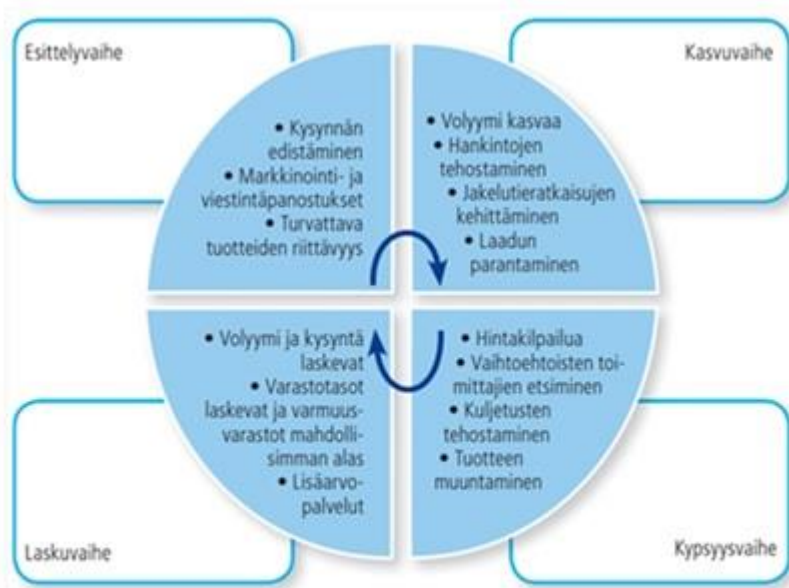 Esittelyvaihe
• Kysynnän
edistäminen
• Markkinointi- ja
viestintäpanostukset
• Turvattava
tuotteiden riittävyys
Kasvuvaihe
• Volyymi kasvaa
• Hankintojen
tehostaminen
• Jakelutieratkaisujen
kehittäminen
• Laadun
parantaminen
• Volyymi ja kysyntä
laskevat
• Varastotasot
laskevat ja varmuus-
varastot mahdolli-
simman alas
• Lisäarvo-
palvelut
Laskuvaihe
• Hintakilpailua
• Vaihtoehtoisten toi-
mittajien etsiminen
• Kuljetusten
tehostaminen
• Tuotteen
muuntaminen
Kypsyysvaihe